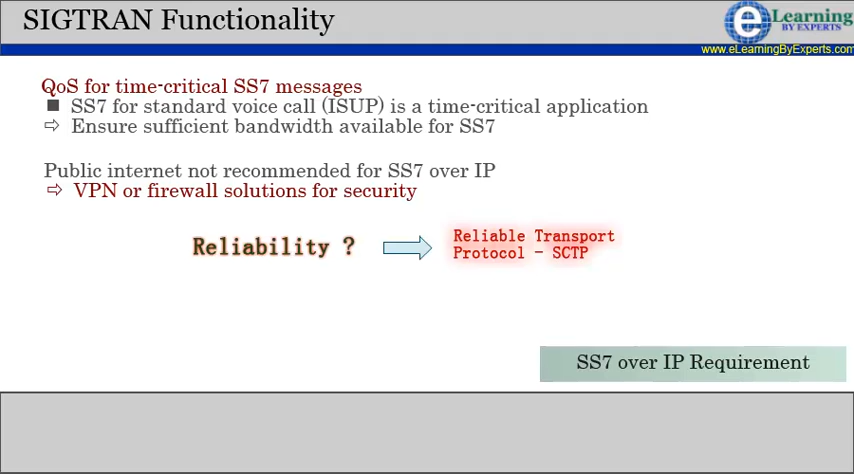 SIGTRAN Functionality
eLearning
BY EXPERTS
www.eLearningByExperts.com
QoS for time-critical SS7 messages
■ SS7 for standard voice call (ISUP) is a time-critical application
⇨ Ensure sufficient bandwidth available for SS7
Public internet not recommended for SS7 over IP
⇨ VPN or firewall solutions for security
Reliability ?
Reliable Transport
Protocol - SCTP
SS7 over IP Requirement